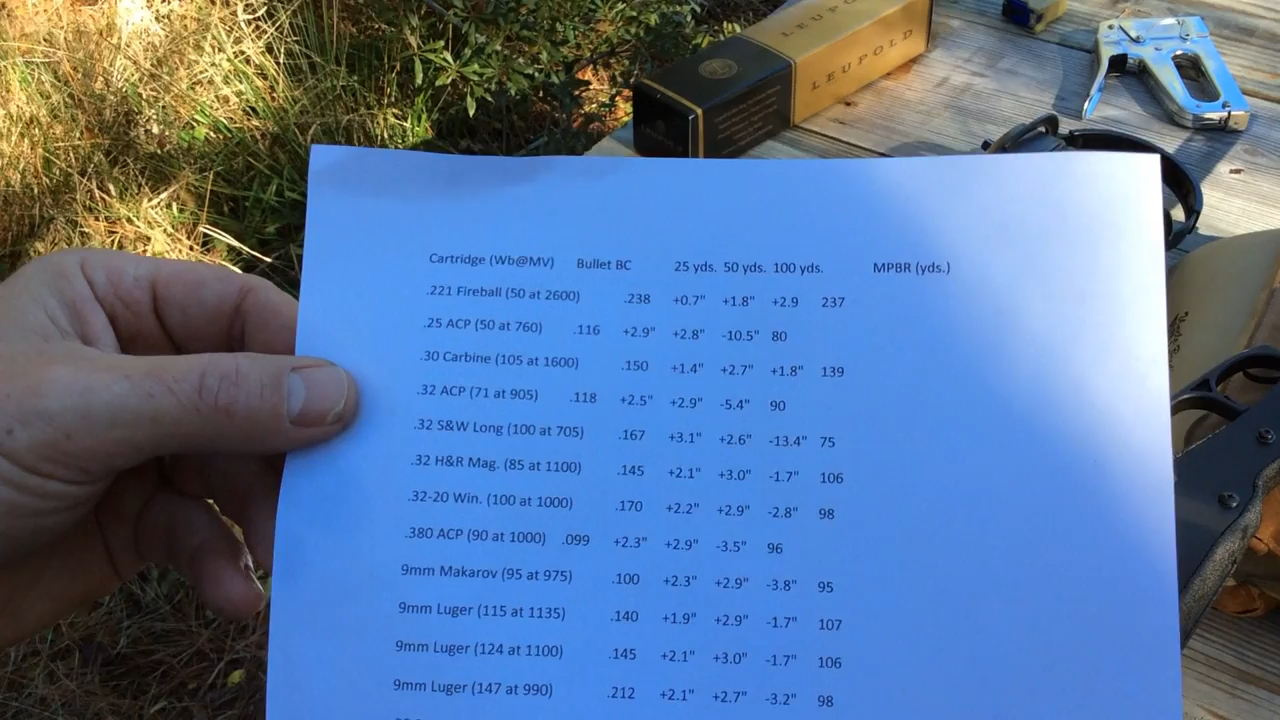 LEUPOLD
LEUPOLD
Cartridge (Wb@MV) Bullet BC 25 yds. 50 yds. 100 yds. MPBR (yds.)
.221 Fireball (50 at 2600) .238 +0.7" +1.8" +2.9 237
.25 ACP (50 at 760) .116 +2.9" +2.8" -10.5" 80
.30 Carbine (105 at 1600) .150 +1.4" +2.7" +1.8" 139
.32 ACP (71 at 905) .118 +2.5" +2.9" -5.4" 90
.32 S&W Long (100 at 705) .167 +3.1" +2.6" -13.4" 75
.32 H&R Mag. (85 at 1100) .145 +2.1" +3.0" -1.7" 106
.32-20 Win. (100 at 1000) .170 +2.2" +2.9" -2.8" 98
.380 ACP (90 at 1000) .099 +2.3" +2.9" -3.5" 96
9mm Makarov (95 at 975) .100 +2.3" +2.9" -3.8" 95
9mm Luger (115 at 1135) .140 +1.9" +2.9" -1.7" 107
9mm Luger (124 at 1100) .145 +2.1" +3.0" -1.7" 106
9mm Luger (147 at 990) .212 +2.1" +2.7" -3.2" 98